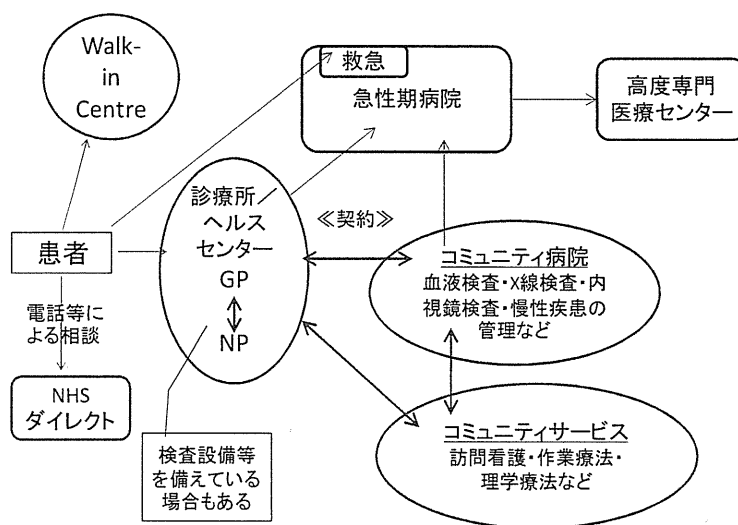 Walk-
in
Centre
救急
急性期病院
高度専門
医療センター
診療所／
ヘルス
センター
GP
NP
≪契約≫
患者
電話等に
よる相談
NHS
ダイレクト
コミュニティ病院
血液検査・X線検査・内
視鏡検査・慢性疾患の
管理など
コミュニティサービス
訪問看護・作業療法・
理学療法など
検査設備等
を備えている
場合もある